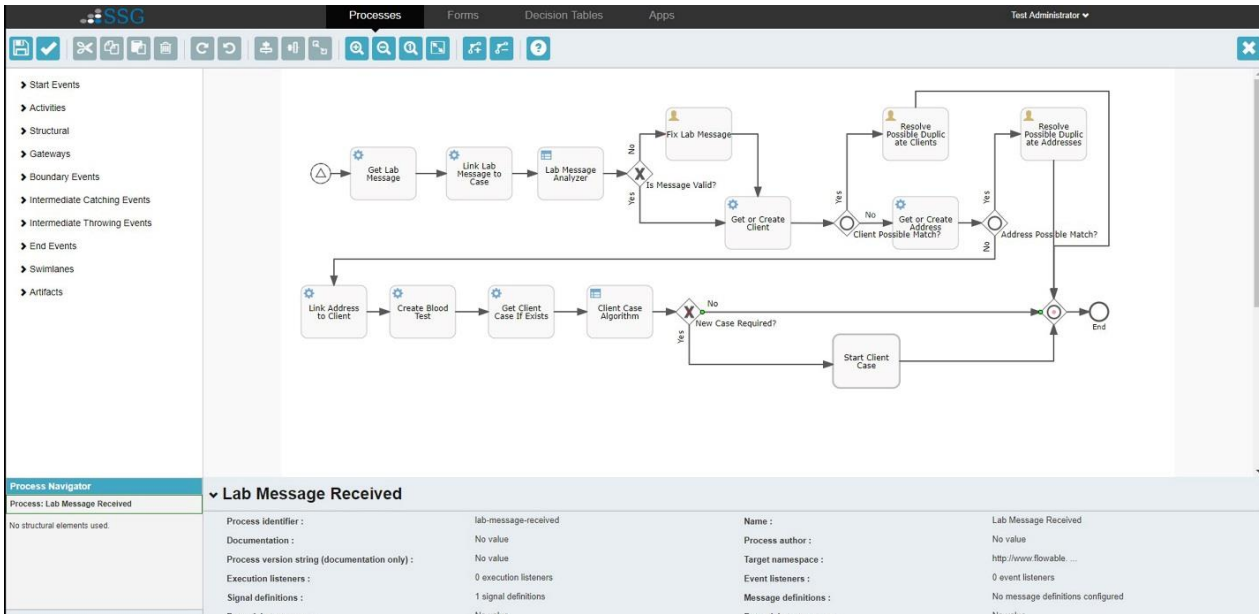 SSG
Processes
Forms
Decision Tables
Apps
Test Administrator
Start Events
Activities
Structural
Gateways
Boundary Events
Intermediate Catching Events
Intermediate Throwing Events
End Events
Swimlanes
Artifacts
Get Lab
Message
Link Lab
Message to
Case
Lab Message
Analyzer
No
Is Message Valid?
Yes
Fix Lab Message
Get or Create
Client
Yes
No
Client Possible Match?
Resolve
Possible Duplic
ate Clients
Get or Create
Address
Yes
No
Address Possible Match?
Resolve
Possible Duplic
ate Addresses
Link Address
to Client
Create Blood
Test
Get Client
Case If Exists
Client Case
Algorithm
No
New Case Required?
Yes
Start Client
Case
End
Process Navigator
Process: Lab Message Received
No structural elements used.
Lab Message Received
Process identifier :
lab-message-received
Name :
Lab Message Received
Documentation :
No value
Process author :
No value
Process version string (documentation only) :
No value
Target namespace :
http://www.flowable. ...
Execution listeners :
0 execution listeners
Event listeners :
0 event listeners
Signal definitions :
1 signal definitions
Message definitions :
No message definitions configured